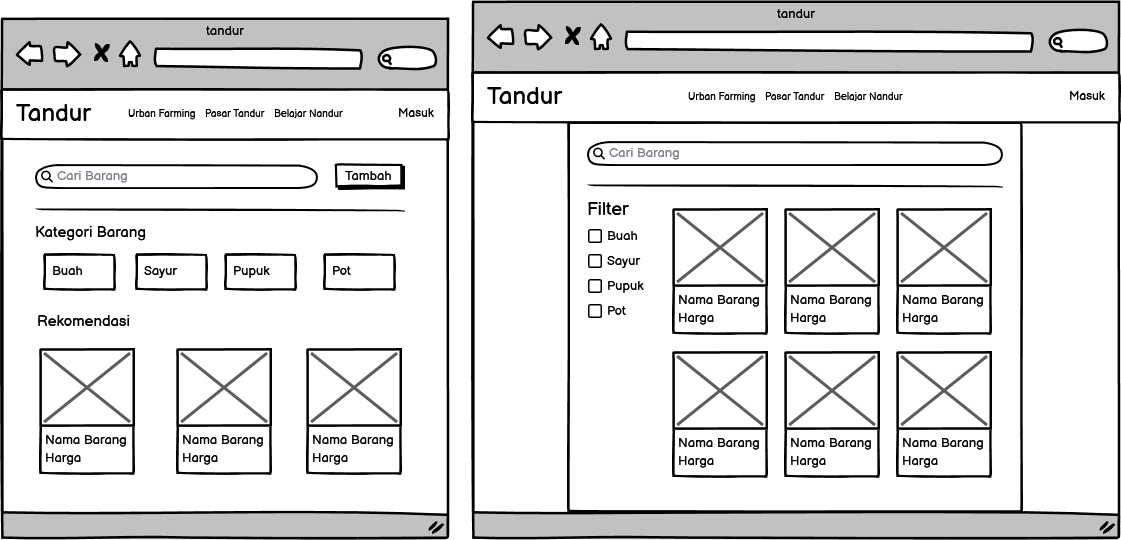 tandur
Tandur
Urban Farming Pasar Tandur Belajar Nandur
Masuk
Cari Barang
Tambah
Kategori Barang
Buah
Sayur
Pupuk
Pot
Rekomendasi
Nama Barang
Harga
Nama Barang
Harga
Nama Barang
Harga
tandur
Tandur
Urban Farming Pasar Tandur Belajar Nandur
Masuk
Cari Barang
Filter
Buah
Sayur
Pupuk
Pot
Nama Barang
Harga
Nama Barang
Harga
Nama Barang
Harga
Nama Barang
Harga
Nama Barang
Harga
Nama Barang
Harga